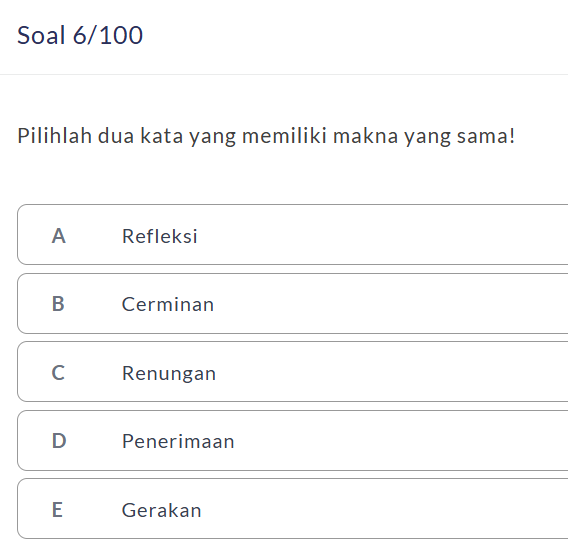 Soal 6/100
Pilihlah dua kata yang memiliki makna yang sama!
A Refleksi
B Cerminan
C Renungan
D Penerimaan
E Gerakan